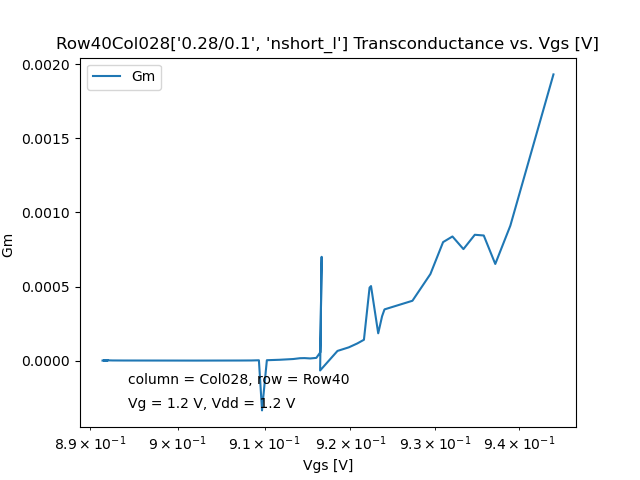 Row40Col028['0.28/0.1', 'nshort_l'] Transconductance vs. Vgs [V]
Gm
0.0020
0.0015
0.0010
0.0005
0.0000
Gm
column = Col028, row = Row40
Vg = 1.2 V, Vdd = 1.2 V
8.9 × 10⁻¹ 9 × 10⁻¹ 9.1 × 10⁻¹ 9.2 × 10⁻¹ 9.3 × 10⁻¹ 9.4 × 10⁻¹
Vgs [V]